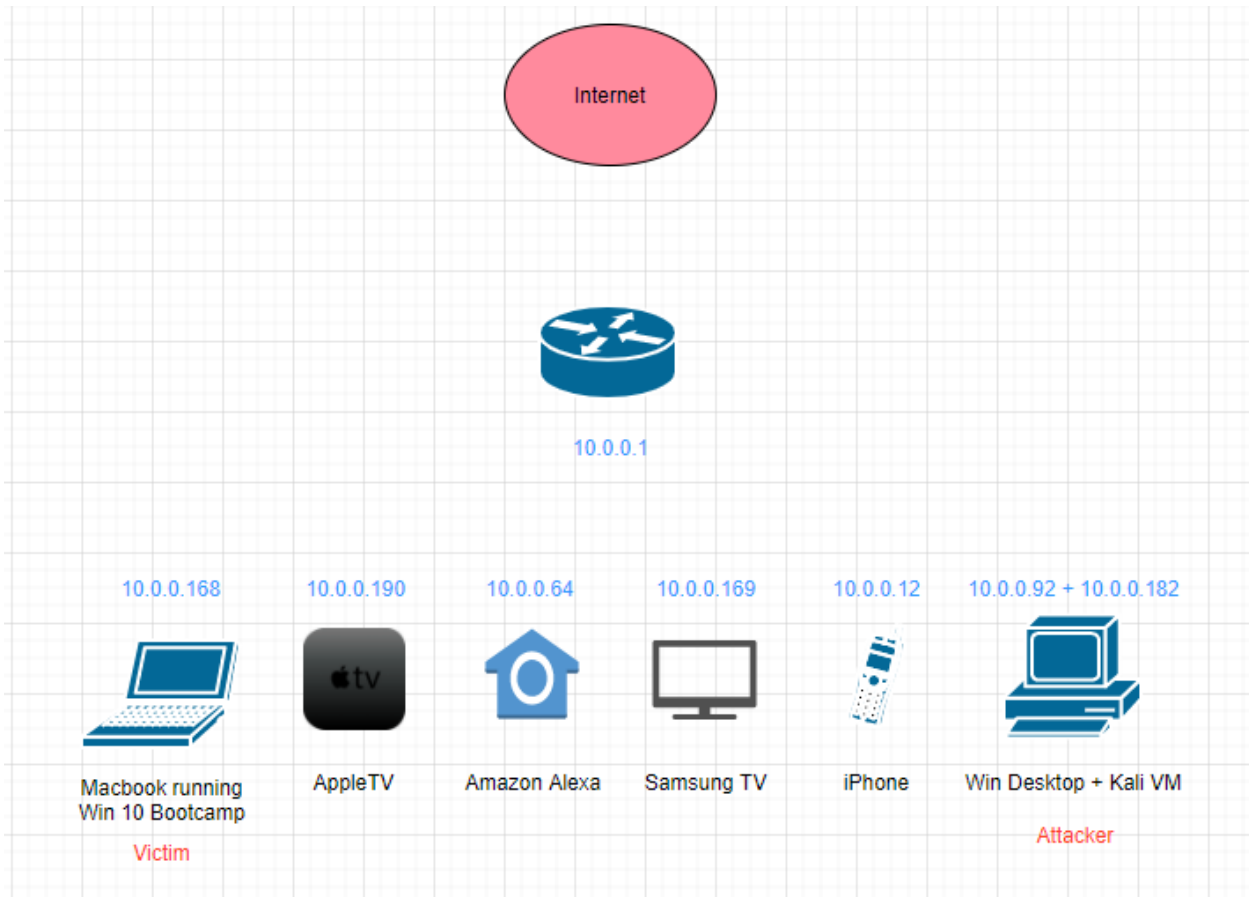 Internet
10.0.0.1
10.0.0.168
10.0.0.190
10.0.0.64
10.0.0.169
10.0.0.12
10.0.0.92 + 10.0.0.182
tv
Macbook running
Win 10 Bootcamp
AppleTV
Amazon Alexa
Samsung TV
iPhone
Win Desktop + Kali VM
Victim
Attacker